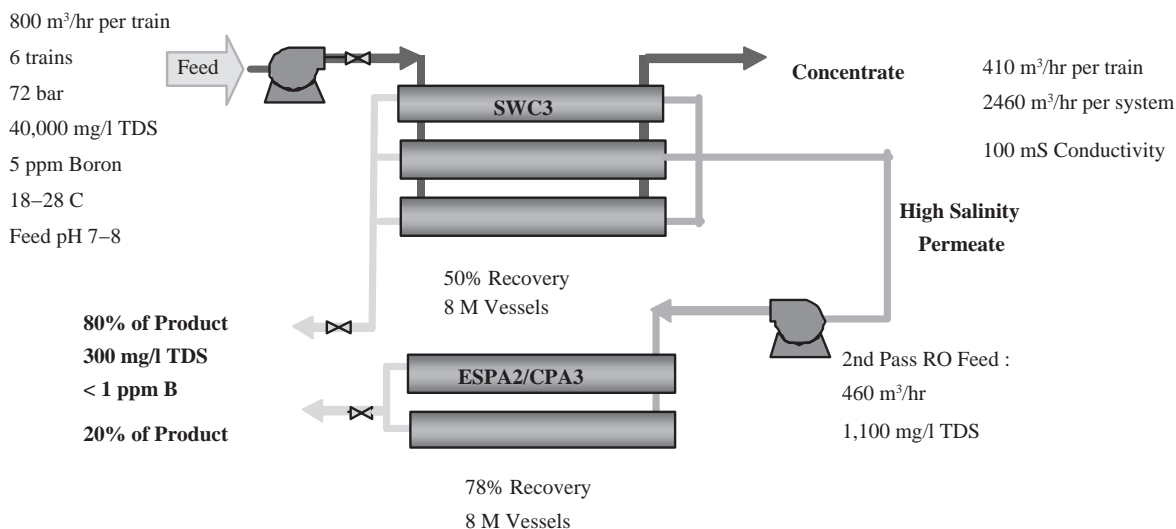 800 m³/hr per train
6 trains
72 bar
40,000 mg/l TDS
5 ppm Boron
18–28 C
Feed pH 7–8
Feed
SWC3
Concentrate
410 m³/hr per train
2460 m³/hr per system
100 mS Conductivity
High Salinity
Permeate
50% Recovery
8 M Vessels
80% of Product
300 mg/l TDS
< 1 ppm B
20% of Product
ESPA2/CPA3
2nd Pass RO Feed :
460 m³/hr
1,100 mg/l TDS
78% Recovery
8 M Vessels